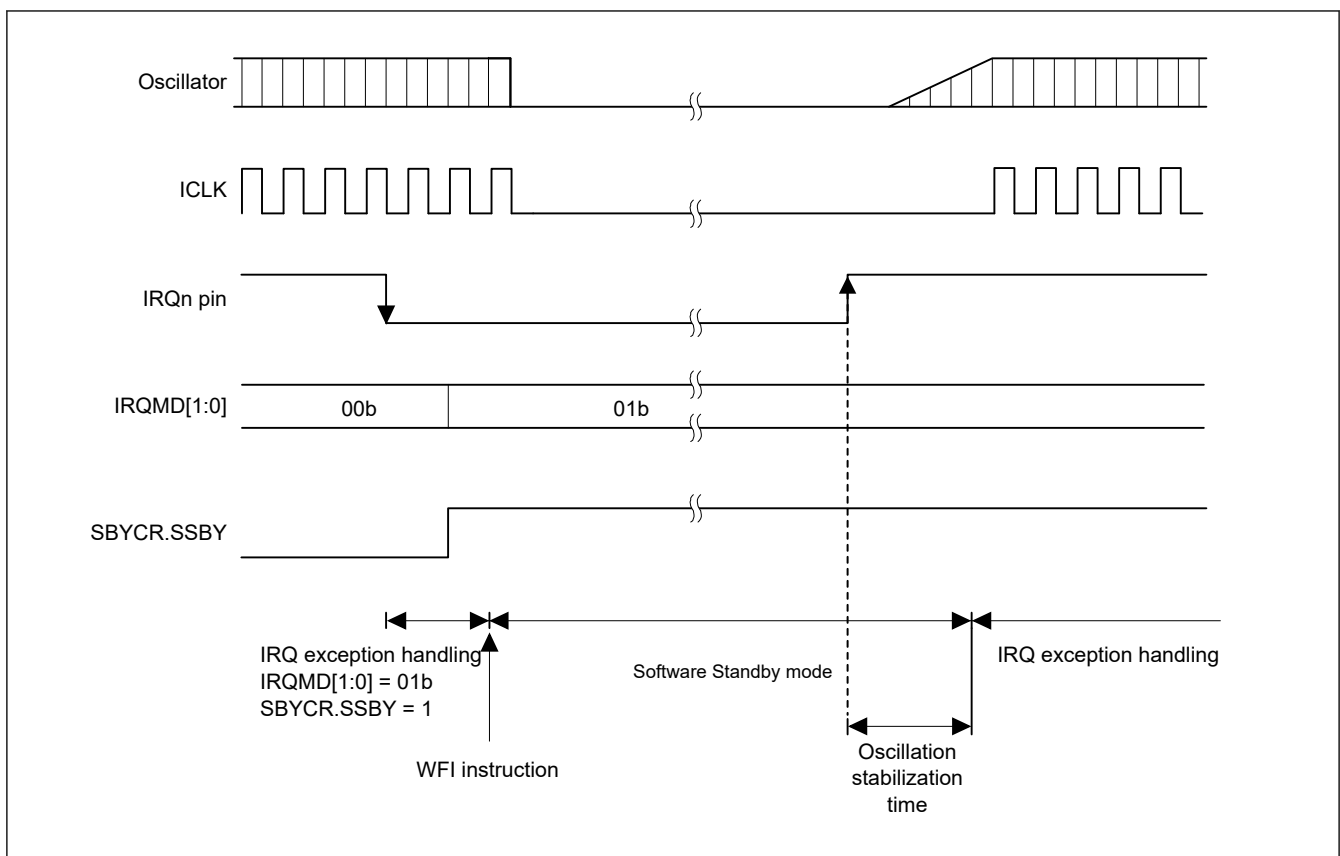 Oscillator
ICLK
IRQn pin
IRQMD[1:0]
00b
01b
SBYCR.SSBY
IRQ exception handling
IRQMD[1:0] = 01b
SBYCR.SSBY = 1
WFI instruction
Software Standby mode
Oscillation
stabilization
time
IRQ exception handling